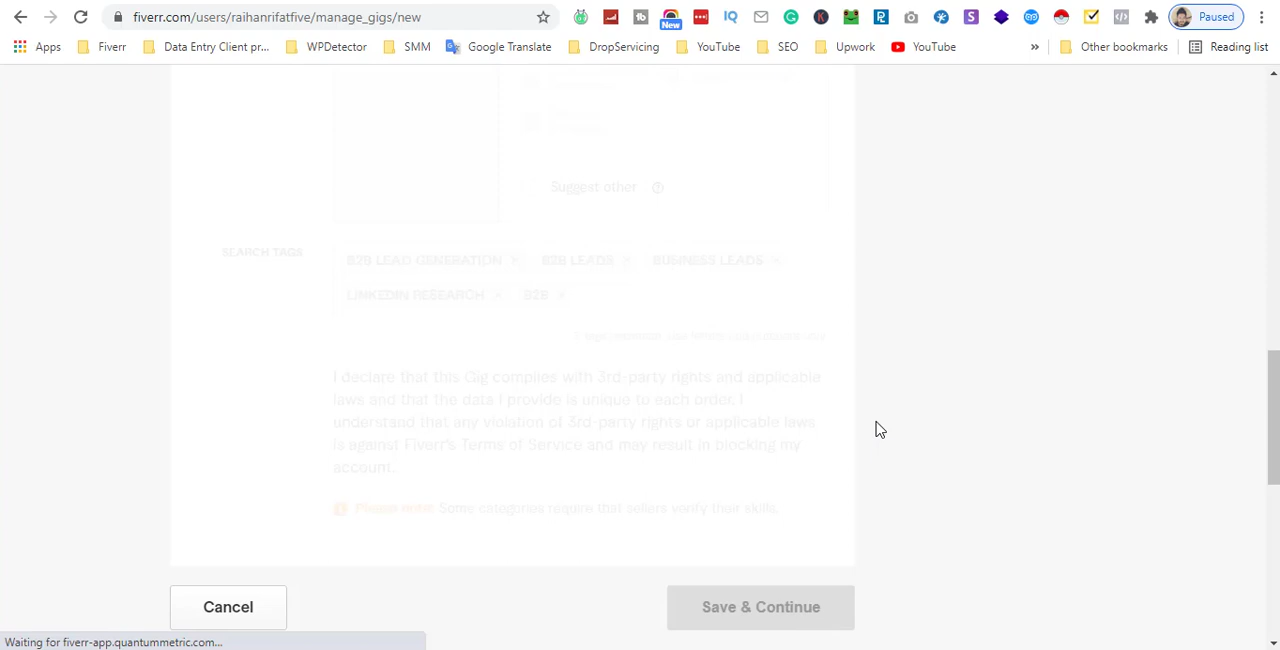 fiverr.com/users/raihanrifatfive/manage_gigs/new
New
Paused
Apps Fiverr Data Entry Client pr... WPDetector SMM Google Translate DropServicing YouTube SEO Upwork YouTube » Other bookmarks Reading list
Suggest other
SEARCH TAGS
B2B LEAD GENERATION × B2B LEADS × BUSINESS LEADS ×
LINKEDIN RESEARCH × B2B ×
I declare that this Gig complies with 3rd-party rights and applicable
laws and that the data I provide is unique to each order. I
understand that any violation of 3rd-party rights or applicable laws
is against Fiverr's Terms of Service and may result in blocking my
account.
Please note: Some categories require that sellers verify their skills.
Cancel
Save & Continue
Waiting for fiverr-app.quantummetric.com...